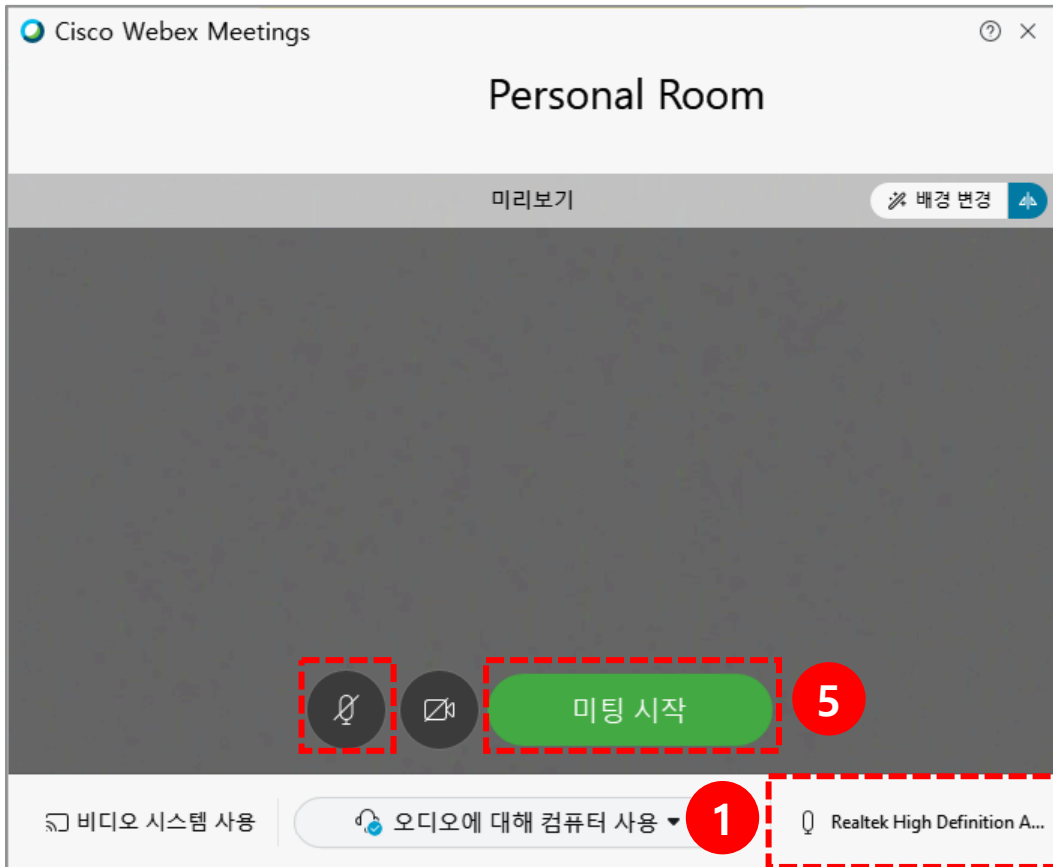 Cisco Webex Meetings
Personal Room
미리보기
배경 변경
미팅 시작
5
비디오 시스템 사용
오디오에 대해 컴퓨터 사용
1
Realtek High Definition A...